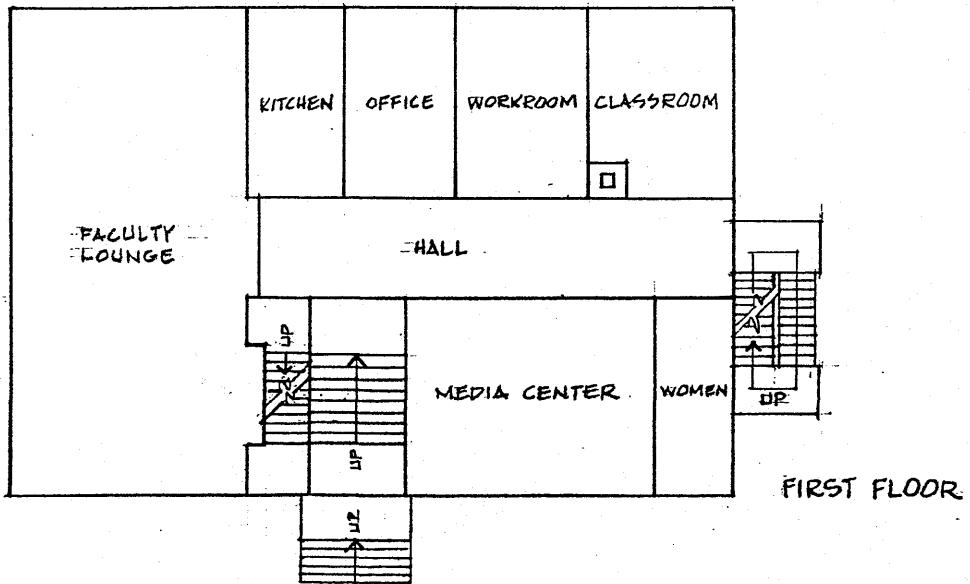 KITCHEN
OFFICE
WORKROOM
CLASSROOM
FACULTY
LOUNGE
HALL
UP
UP
MEDIA CENTER
WOMEN
UP
UP
FIRST FLOOR